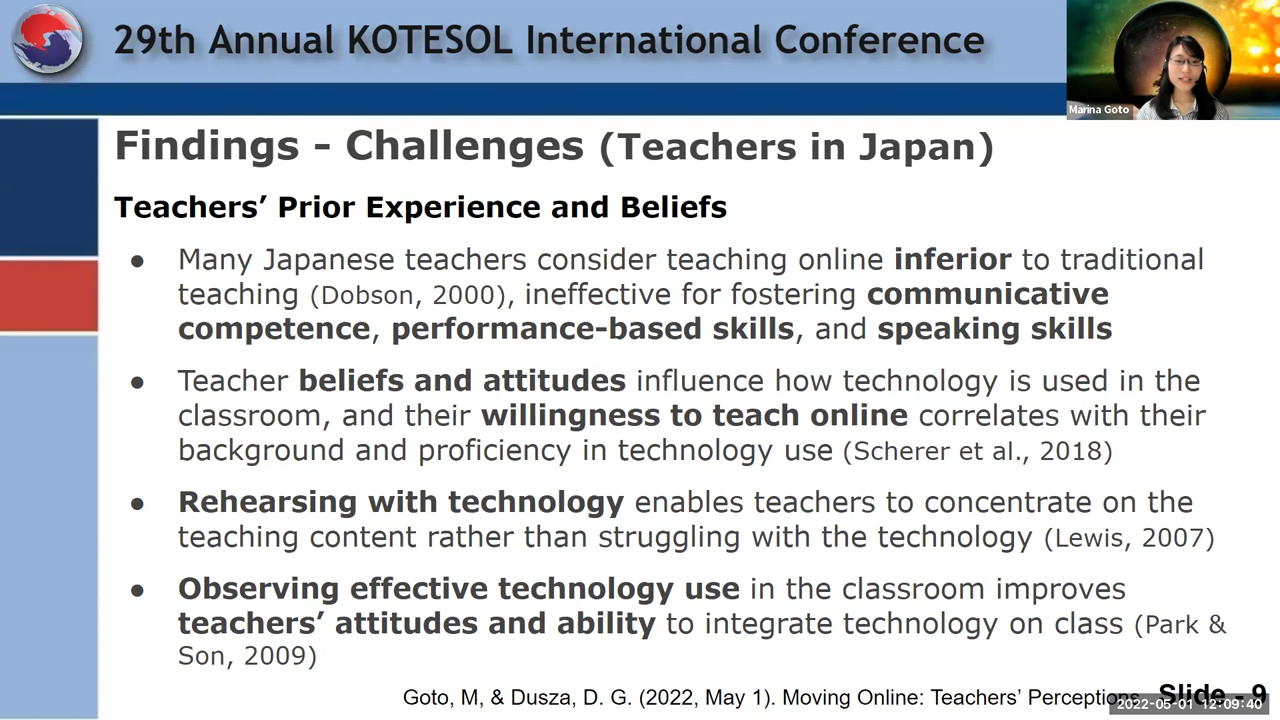 29th Annual KOTESOL International Conference
Marina Goto
Findings - Challenges (Teachers in Japan)
Teachers’ Prior Experience and Beliefs
● Many Japanese teachers consider teaching online inferior to traditional
teaching (Dobson, 2000), ineffective for fostering communicative
competence, performance-based skills, and speaking skills
● Teacher beliefs and attitudes influence how technology is used in the
classroom, and their willingness to teach online correlates with their
background and proficiency in technology use (Scherer et al., 2018)
● Rehearsing with technology enables teachers to concentrate on the
teaching content rather than struggling with the technology (Lewis, 2007)
● Observing effective technology use in the classroom improves
teachers’ attitudes and ability to integrate technology on class (Park &
Son, 2009)
Goto, M, & Dusza, D. G. (2022, May 1). Moving Online: Teachers’ Perceptions. Slide - 9
2022-05-01 12:09:40